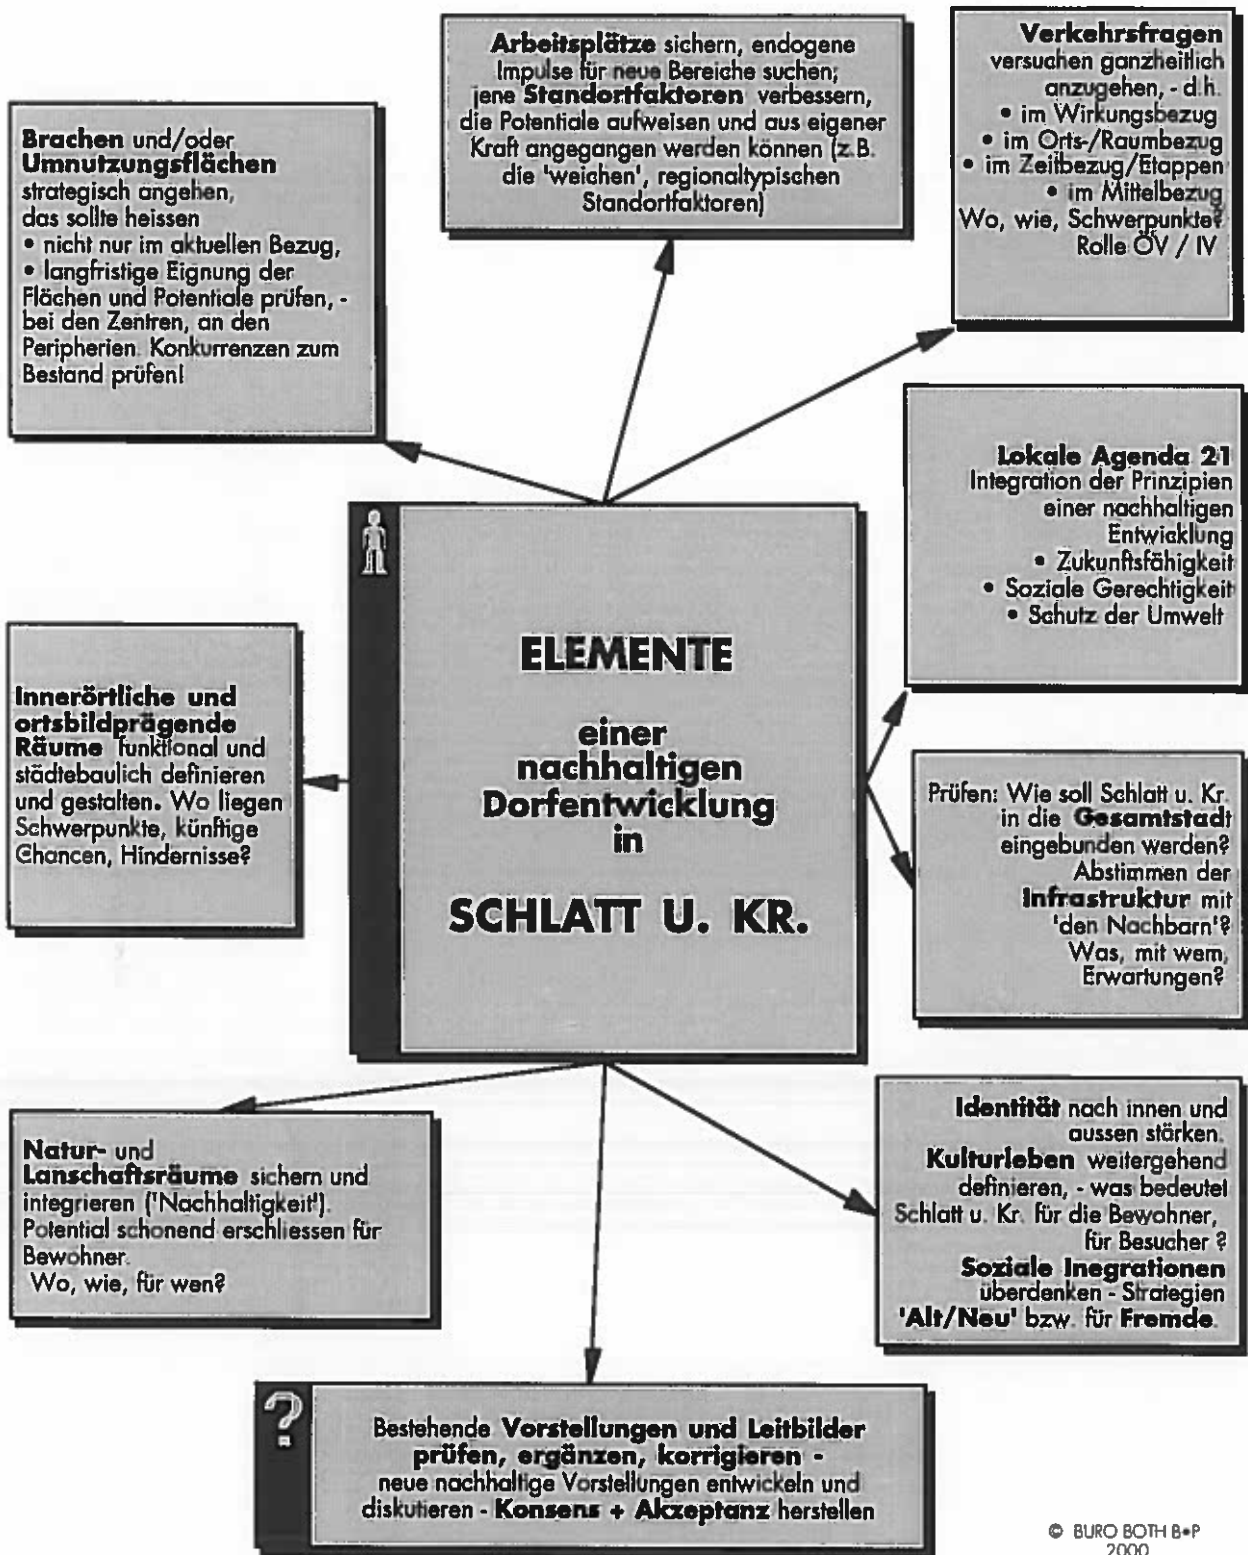 Arbeitsplätze sichern, endogene
Impulse für neue Bereiche suchen;
jene Standortfaktoren verbessern,
die Potentiale aufweisen und aus eigener
Kraft angegangen werden können (z.B.
die 'weichen', regionaltypischen
Standortfaktoren)
Verkehrsfragen
versuchen ganzheitlich
anzugehen, - d.h.
• im Wirkungsbezug
• im Orts-/Raumbezug
• im Zeitbezug/Etappen
• im Mittelbezug
Wo, wie, Schwerpunkte?
Rolle ÖV / IV
Brachen und/oder
Umnutzungsflächen
strategisch angehen,
das sollte heissen
• nicht nur im aktuellen Bezug,
• langfristige Eignung der
Flächen und Potentiale prüfen, -
bei den Zentren, an den
Peripherien. Konkurrenzen zum
Bestand prüfen!
Lokale Agenda 21
Integration der Prinzipien
einer nachhaltigen
Entwicklung
• Zukunftsfähigkeit
• Soziale Gerechtigkeit
• Schutz der Umwelt
ELEMENTE
einer
nachhaltigen
Dorfentwicklung
in
SCHLATT U. KR.
Innerörtliche und
ortsbildprägende
Räume funktional und
städtebaulich definieren
und gestalten. Wo liegen
Schwerpunkte, künftige
Chancen, Hindernisse?
Prüfen: Wie soll Schlatt u. Kr.
in die Gesamtstadt
eingebunden werden?
Abstimmen der
Infrastruktur mit
'den Nachbarn'?
Was, mit wem,
Erwartungen?
Natur- und
Lanschaftsräume sichern und
integrieren ('Nachhaltigkeit').
Potential schonend erschliessen für
Bewohner.
Wo, wie, für wen?
Identität nach innen und
aussen stärken.
Kulturleben weitergehend
definieren, - was bedeutet
Schlatt u. Kr. für die Bewohner,
für Besucher ?
Soziale Inegrationen
überdenken - Strategien
'Alt/Neu' bzw. für Fremde.
?
Bestehende Vorstellungen und Leitbilder
prüfen, ergänzen, korrigieren -
neue nachhaltige Vorstellungen entwickeln und
diskutieren - Konsens + Akzeptanz herstellen
© BURO BOTH B•P
2000